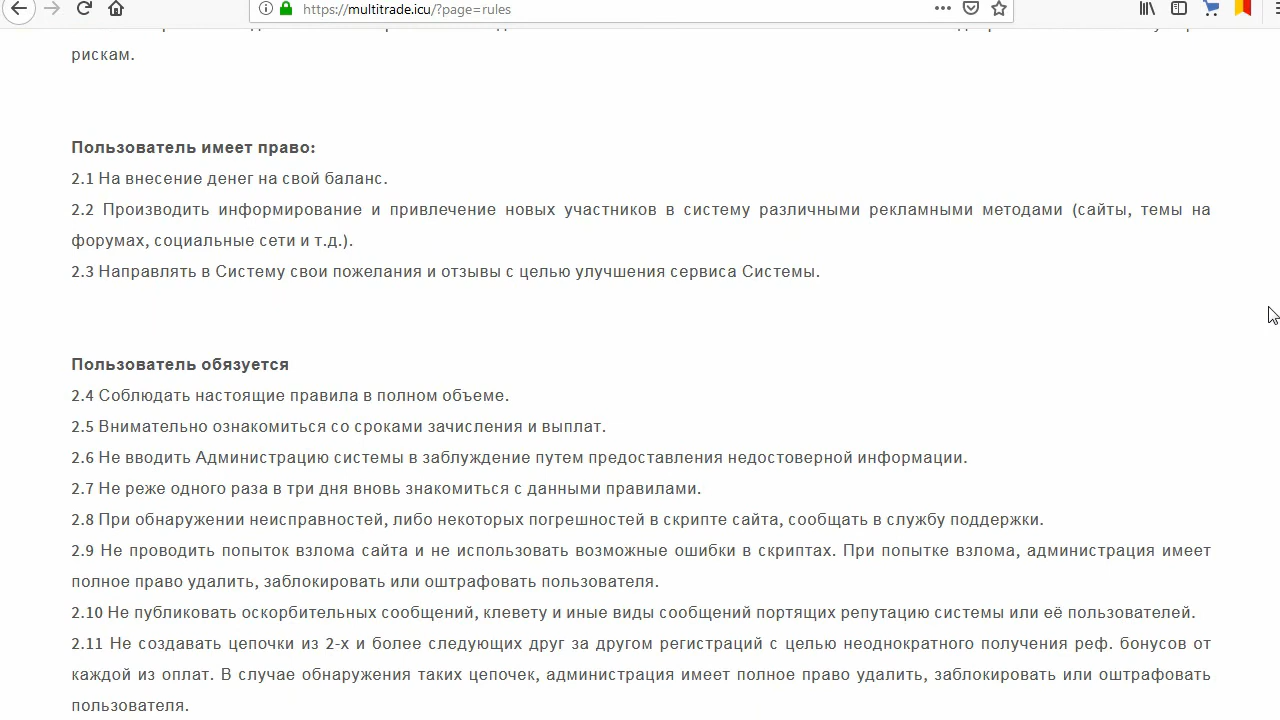 https://multitrade.icu/?page=rules
рискам.
Пользователь имеет право:
2.1 На внесение денег на свой баланс.
2.2 Производить информирование и привлечение новых участников в систему различными рекламными методами (сайты, темы на
форумах, социальные сети и т.д.).
2.3 Направлять в Систему свои пожелания и отзывы с целью улучшения сервиса Системы.
Пользователь обязуется
2.4 Соблюдать настоящие правила в полном объеме.
2.5 Внимательно ознакомиться со сроками зачисления и выплат.
2.6 Не вводить Администрацию системы в заблуждение путем предоставления недостоверной информации.
2.7 Не реже одного раза в три дня вновь знакомиться с данными правилами.
2.8 При обнаружении неисправностей, либо некоторых погрешностей в скрипте сайта, сообщать в службу поддержки.
2.9 Не проводить попыток взлома сайта и не использовать возможные ошибки в скриптах. При попытке взлома, администрация имеет
полное право удалить, заблокировать или оштрафовать пользователя.
2.10 Не публиковать оскорбительных сообщений, клевету и иные виды сообщений портящих репутацию системы или её пользователей.
2.11 Не создавать цепочки из 2-х и более следующих друг за другом регистраций с целью неоднократного получения реф. бонусов от
каждой из оплат. В случае обнаружения таких цепочек, администрация имеет полное право удалить, заблокировать или оштрафовать
пользователя.